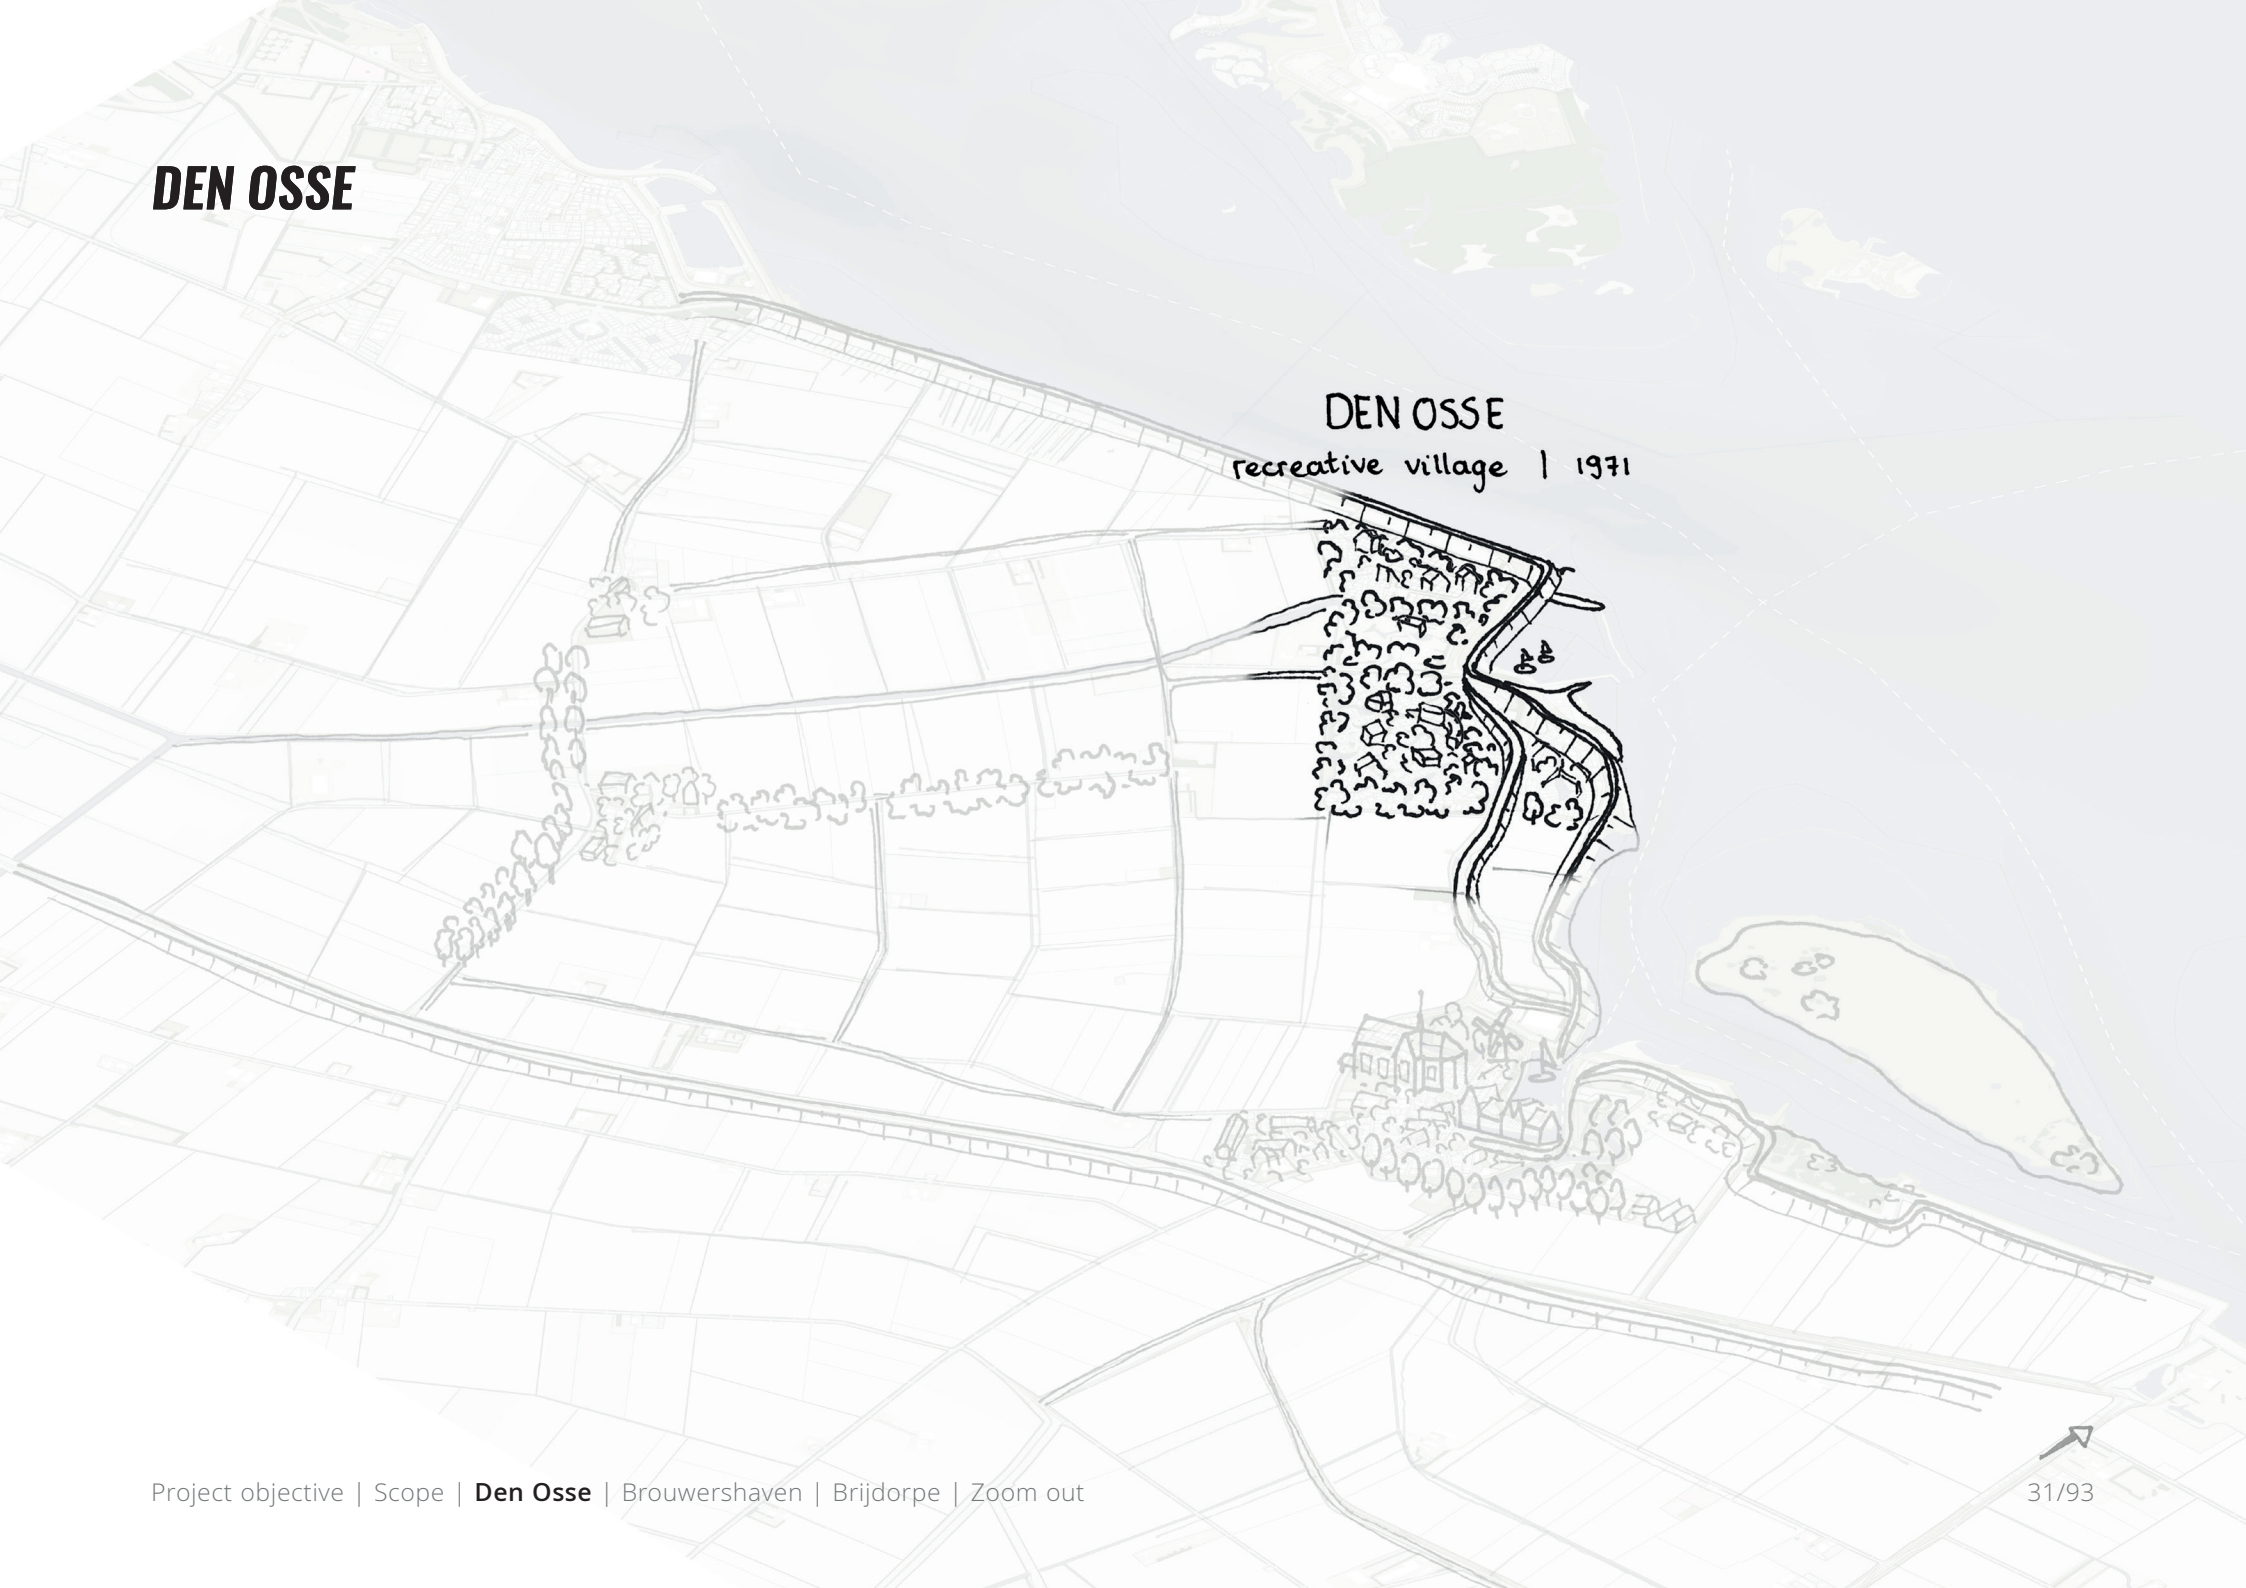 DEN OSSE
DEN OSSE
recreative village | 1971
Project objective | Scope | Den Osse | Brouwershaven | Brijdorpe | Zoom out
31/93